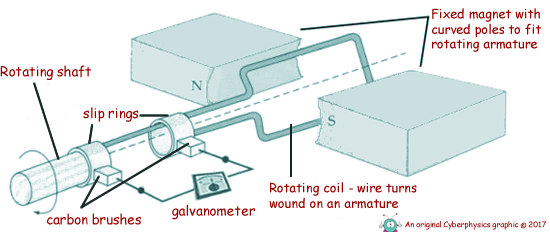 Fixed magnet with
curved poles to fit
rotating armature
Rotating shaft
N
slip rings
S
Rotating coil - wire turns
wound on an armature
carbon brushes
galvanometer
An original Cyberphysics graphic © 2017